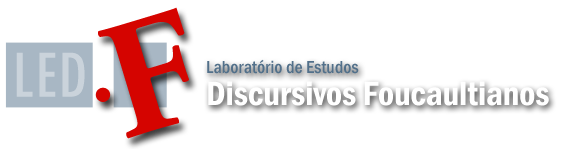 LED.F
Laboratório de Estudos
Discursivos Foucaultianos